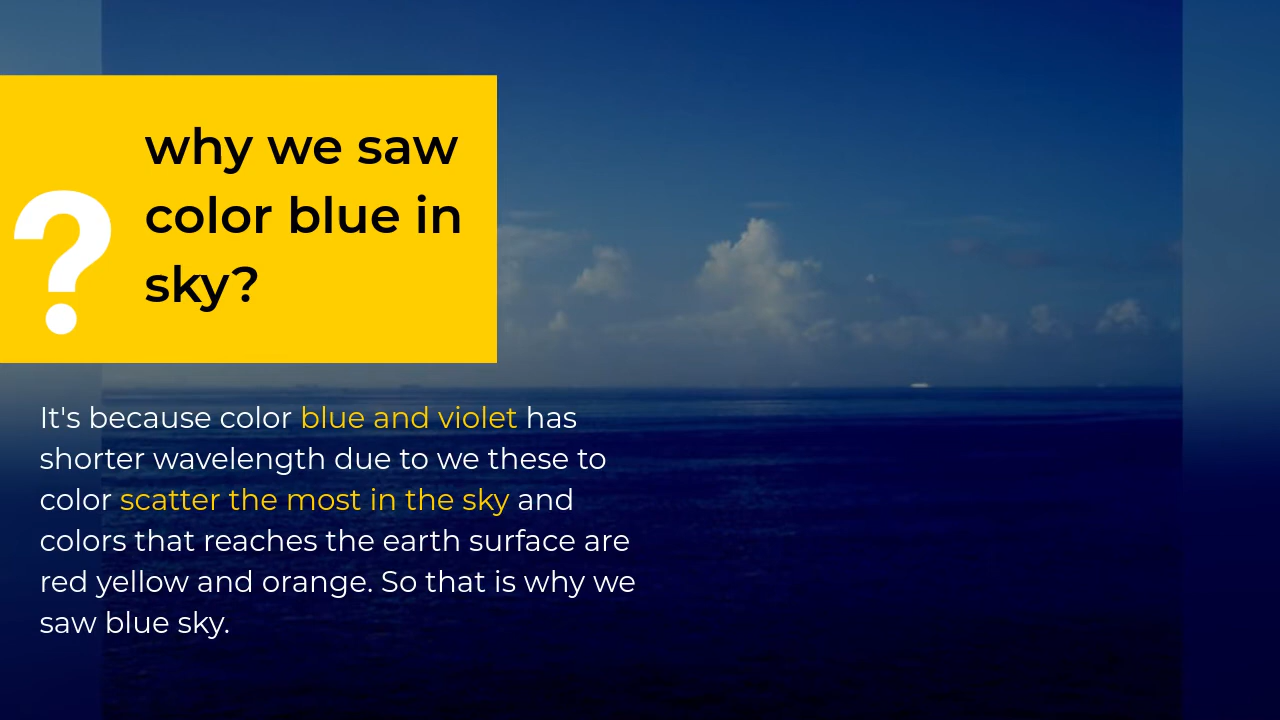 why we saw
color blue in
sky?
?
It's because color blue and violet has
shorter wavelength due to we these to
color scatter the most in the sky and
colors that reaches the earth surface are
red yellow and orange. So that is why we
saw blue sky.